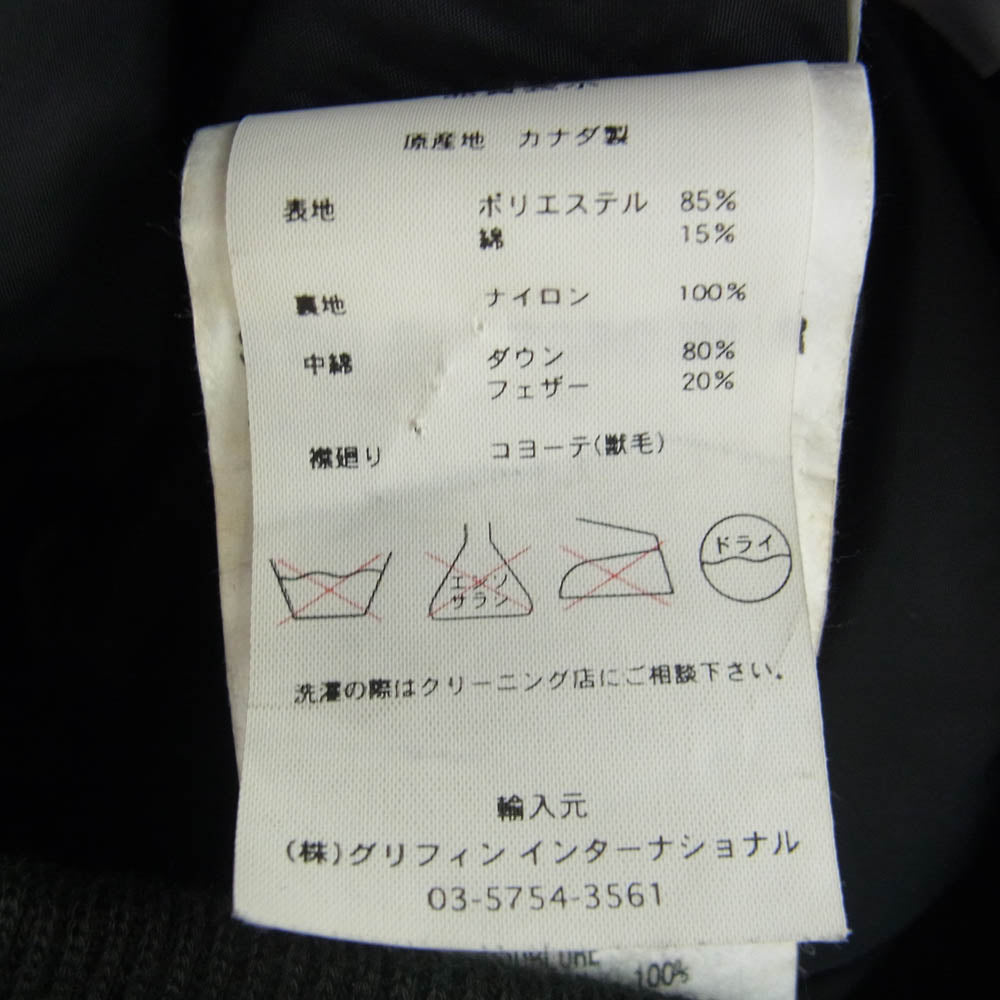 原産地 カナダ製
表地 ポリエステル 85%
綿 15%
裏地 ナイロン 100%
中綿 ダウン 80%
フェザー 20%
襟廻り コヨーテ(獣毛)
エンソ
サラシ
ドライ
洗濯の際はクリーニング店にご相談下さい。
輸入元
(株)グリフィン インターナショナル
03-5754-3561
100%